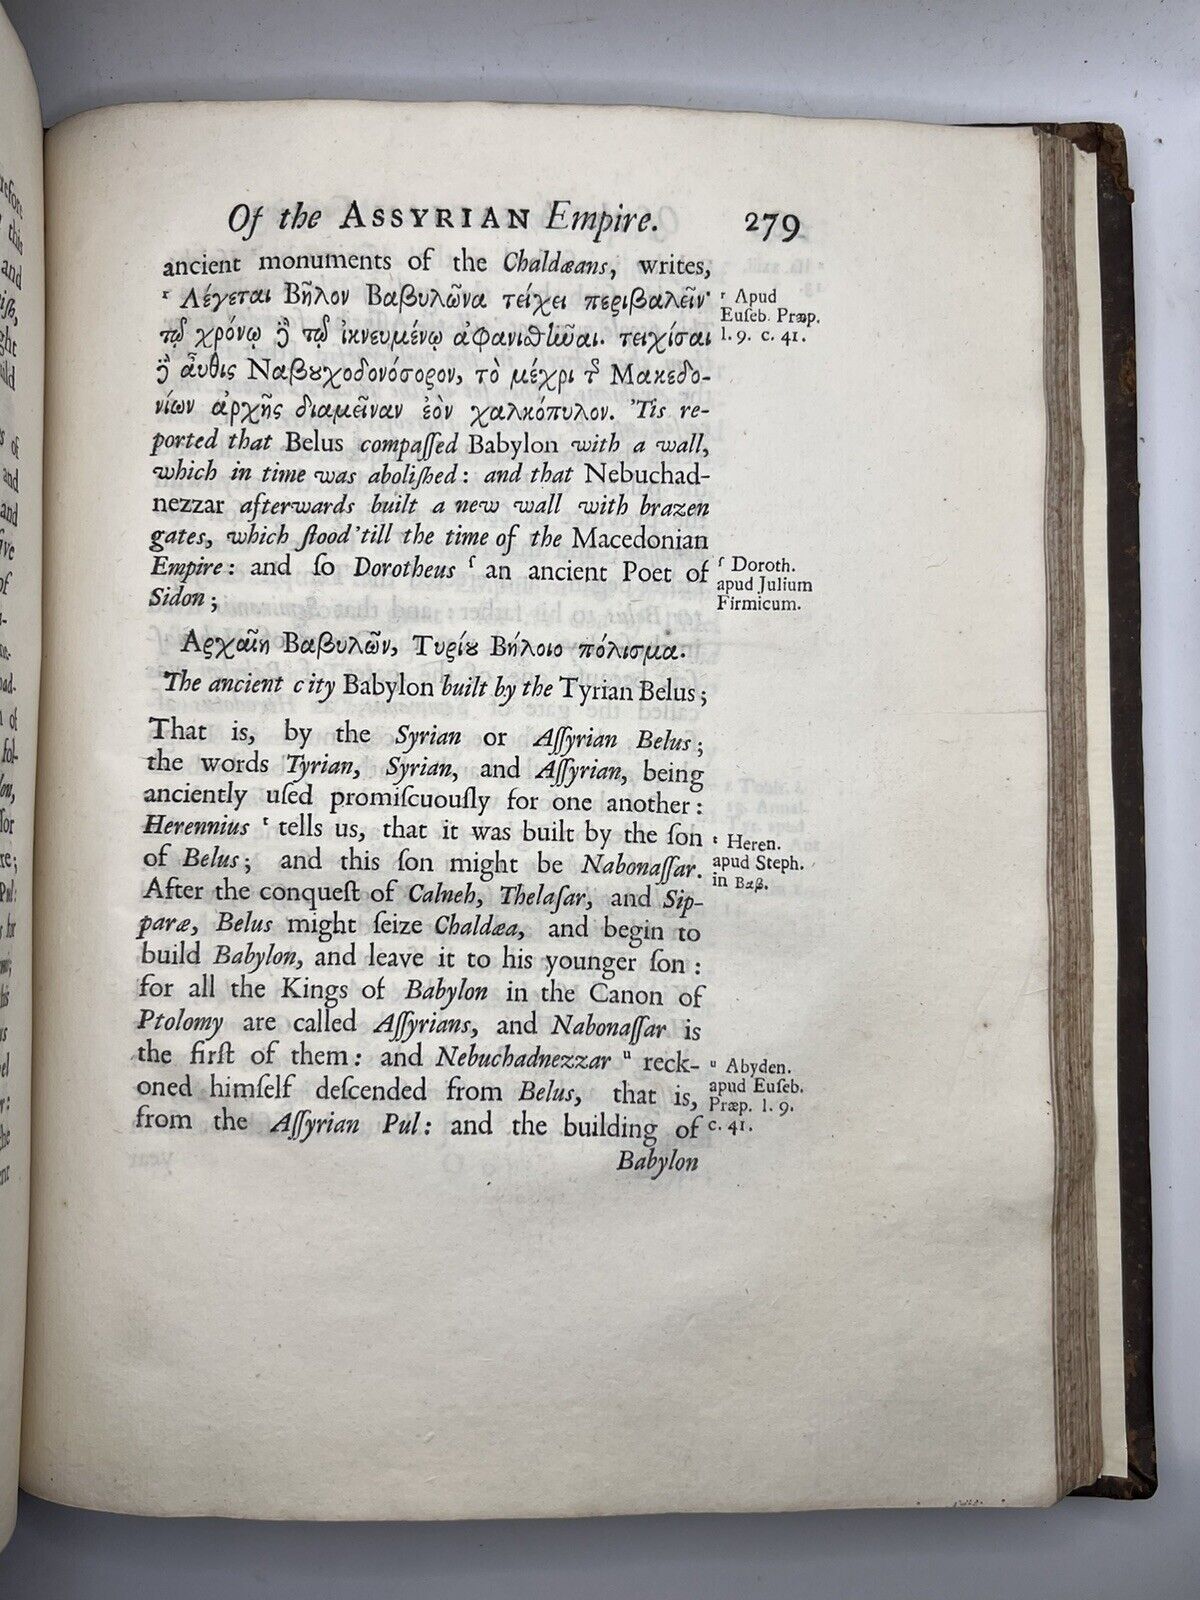 Of the ASSYRIAN Empire. 279
ancient monuments of the Chaldæans, writes,
ʳ Λέγεται Βῆλον Βαβυλῶνα τείχει περιβαλεῖν·
τῷ χρόνῳ ȣ̓̀ τῷ ἱκνευμένῳ ἀφανισθῆναι. τειχίσαι
αὖθις Ναβȣχοδονόσορον, τὸ μέχρι τ͂ Μακεδο-
νίων ἀρχῆς διαμεῖναν ἐὸν χαλκόπυλον. 'Tis re-
ported that Belus compaſſed Babylon with a wall,
which in time was aboliſhed: and that Nebuchad-
nezzar afterwards built a new wall with brazen
gates, which ſtood 'till the time of the Macedonian
Empire: and ſo Dorotheus ſ an ancient Poet of
Sidon;
Αρχαίη Βαβυλῶν, Τυρίȣ Βήλοιο πόλισμα.
The ancient city Babylon built by the Tyrian Belus;
That is, by the Syrian or Aſſyrian Belus;
the words Tyrian, Syrian, and Aſſyrian, being
anciently uſed promiſcuouſly for one another:
Herennius ᵗ tells us, that it was built by the ſon
of Belus; and this ſon might be Nabonaſſar.
After the conqueſt of Calneh, Thelaſar, and Sip-
paræ, Belus might ſeize Chaldæa, and begin to
build Babylon, and leave it to his younger ſon:
for all the Kings of Babylon in the Canon of
Ptolomy are called Aſſyrians, and Nabonaſſar is
the firſt of them: and Nebuchadnezzar ᵘ reck-
oned himſelf deſcended from Belus, that is,
from the Aſſyrian Pul: and the building of
Babylon
ʳ Apud
Euſeb. Præp.
l. 9. c. 41.
ſ Doroth.
apud Julium
Firmicum.
ᵗ Heren.
apud Steph.
in Βαβ.
ᵘ Abyden.
apud Euſeb.
Præp. l. 9.
c. 41.